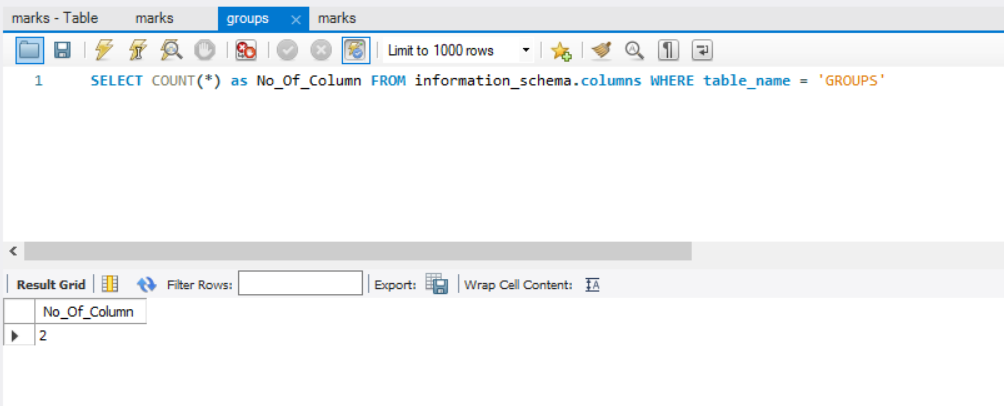 marks - Table marks groups marks
Limit to 1000 rows
1 SELECT COUNT(*) as No_Of_Column FROM information_schema.columns WHERE table_name = 'GROUPS'
Result Grid Filter Rows: Export: Wrap Cell Content: IA
No_Of_Column
2